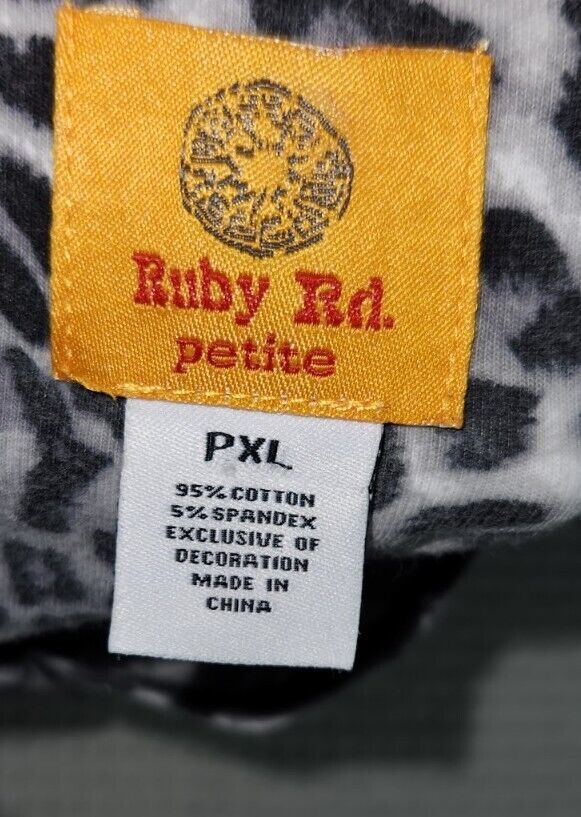 Ruby Rd.
petite
PXL
95% COTTON
5% SPANDEX
EXCLUSIVE OF
DECORATION
MADE IN
CHINA